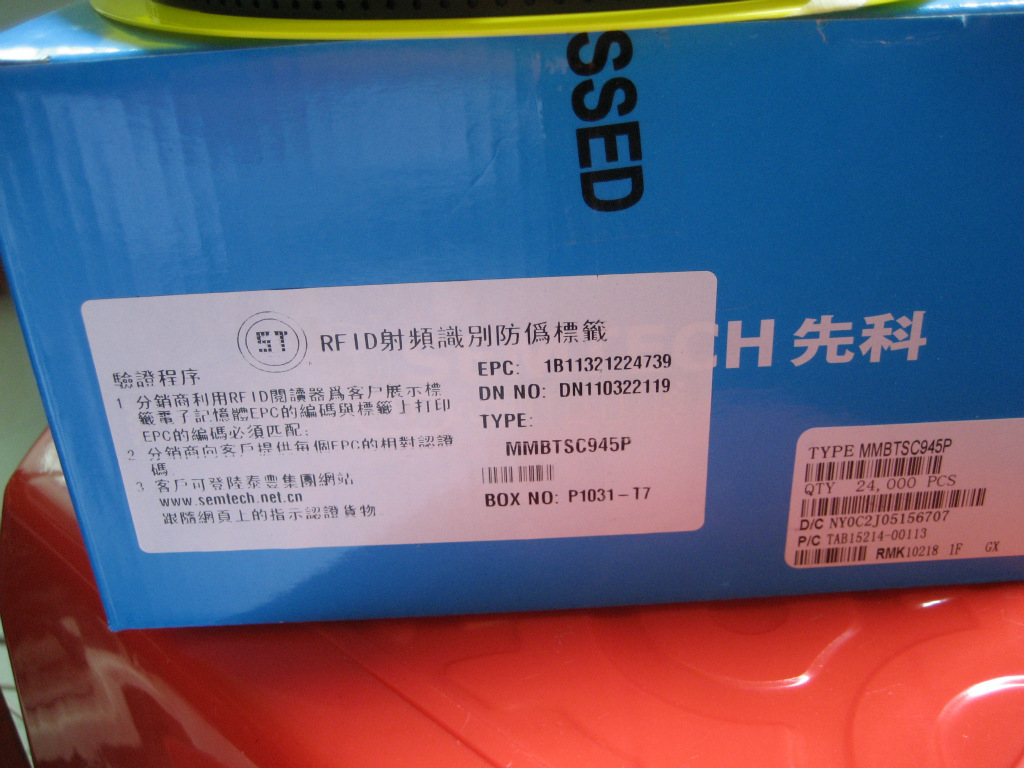 SSED
ST
RFID射頻識別防僞標籤
CH 先科
驗證程序
1 分銷商利用RFID閱讀器爲客戶展示標
籤電子記憶體EPC的編碼與標籤上打印
EPC的編碼必須匹配;
2 分銷商向客戶提供每個EPC的相對認證
碼
3 客戶可登陸泰豐集團網站
www.semtech.net.cn
跟隨網頁上的指示認證貨物
EPC: 1B11321224739
DN NO: DN110322119
TYPE:
MMBTSC945P
BOX NO: P1031-T7
TYPE MMBTSC945P
QTY 24,000 PCS
D/C NY0C2J05156707
P/C TAB15214-00113
RMK10218 1F GX